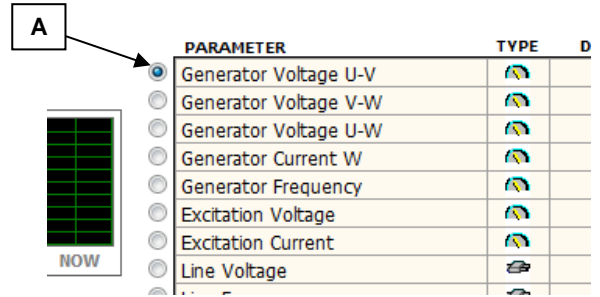 A
PARAMETER TYPE D
Generator Voltage U-V
Generator Voltage V-W
Generator Voltage U-W
Generator Current W
Generator Frequency
Excitation Voltage
Excitation Current
NOW
Line Voltage